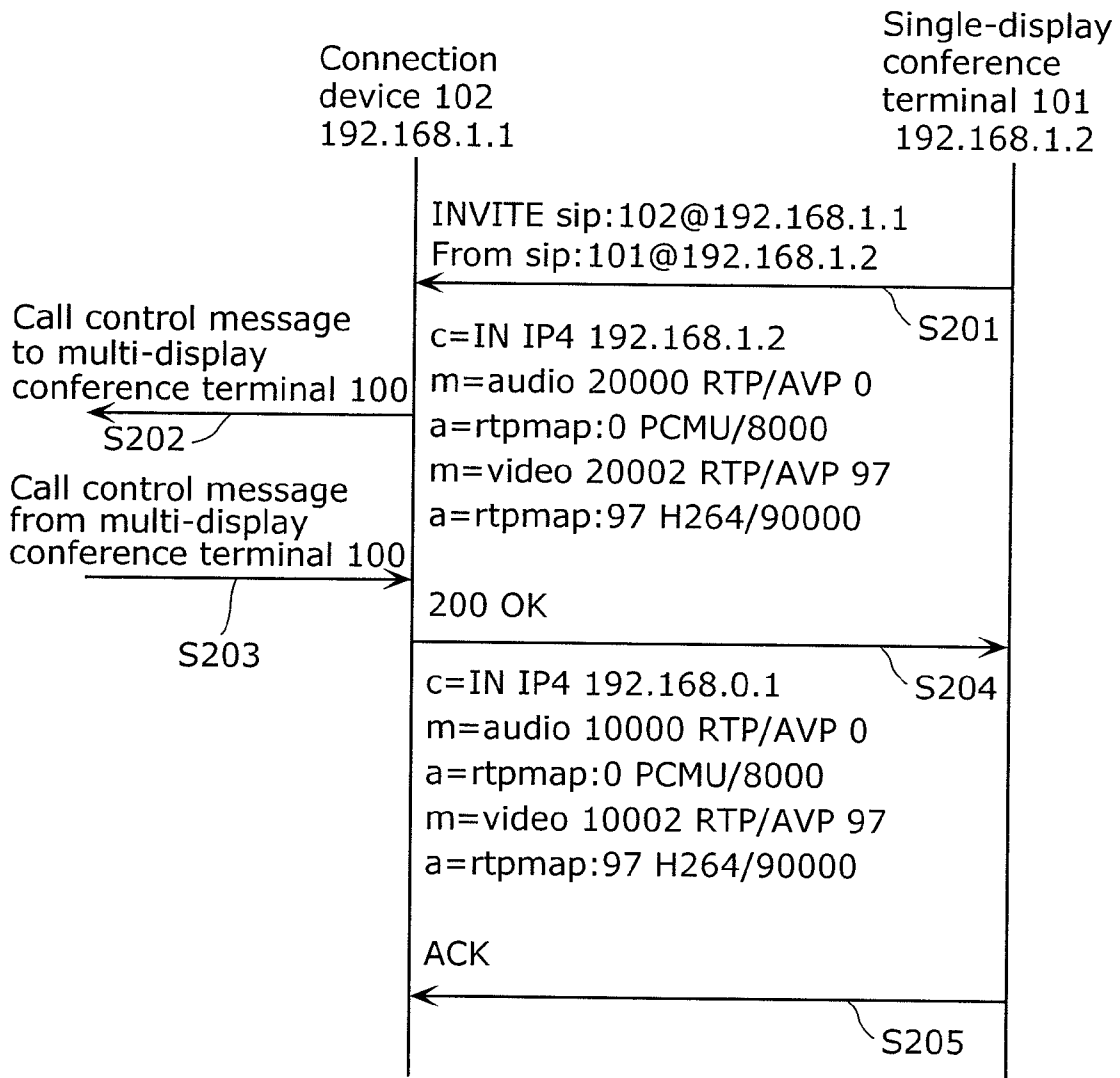 Connection
device 102
192.168.1.1
Single-display
conference
terminal 101
192.168.1.2
INVITE sip:102@192.168.1.1
From sip:101@192.168.1.2
S201
Call control message
to multi-display
conference terminal 100
S202
c=IN IP4 192.168.1.2
m=audio 20000 RTP/AVP 0
a=rtpmap:0 PCMU/8000
m=video 20002 RTP/AVP 97
a=rtpmap:97 H264/90000
Call control message
from multi-display
conference terminal 100
S203
200 OK
S204
c=IN IP4 192.168.0.1
m=audio 10000 RTP/AVP 0
a=rtpmap:0 PCMU/8000
m=video 10002 RTP/AVP 97
a=rtpmap:97 H264/90000
ACK
S205